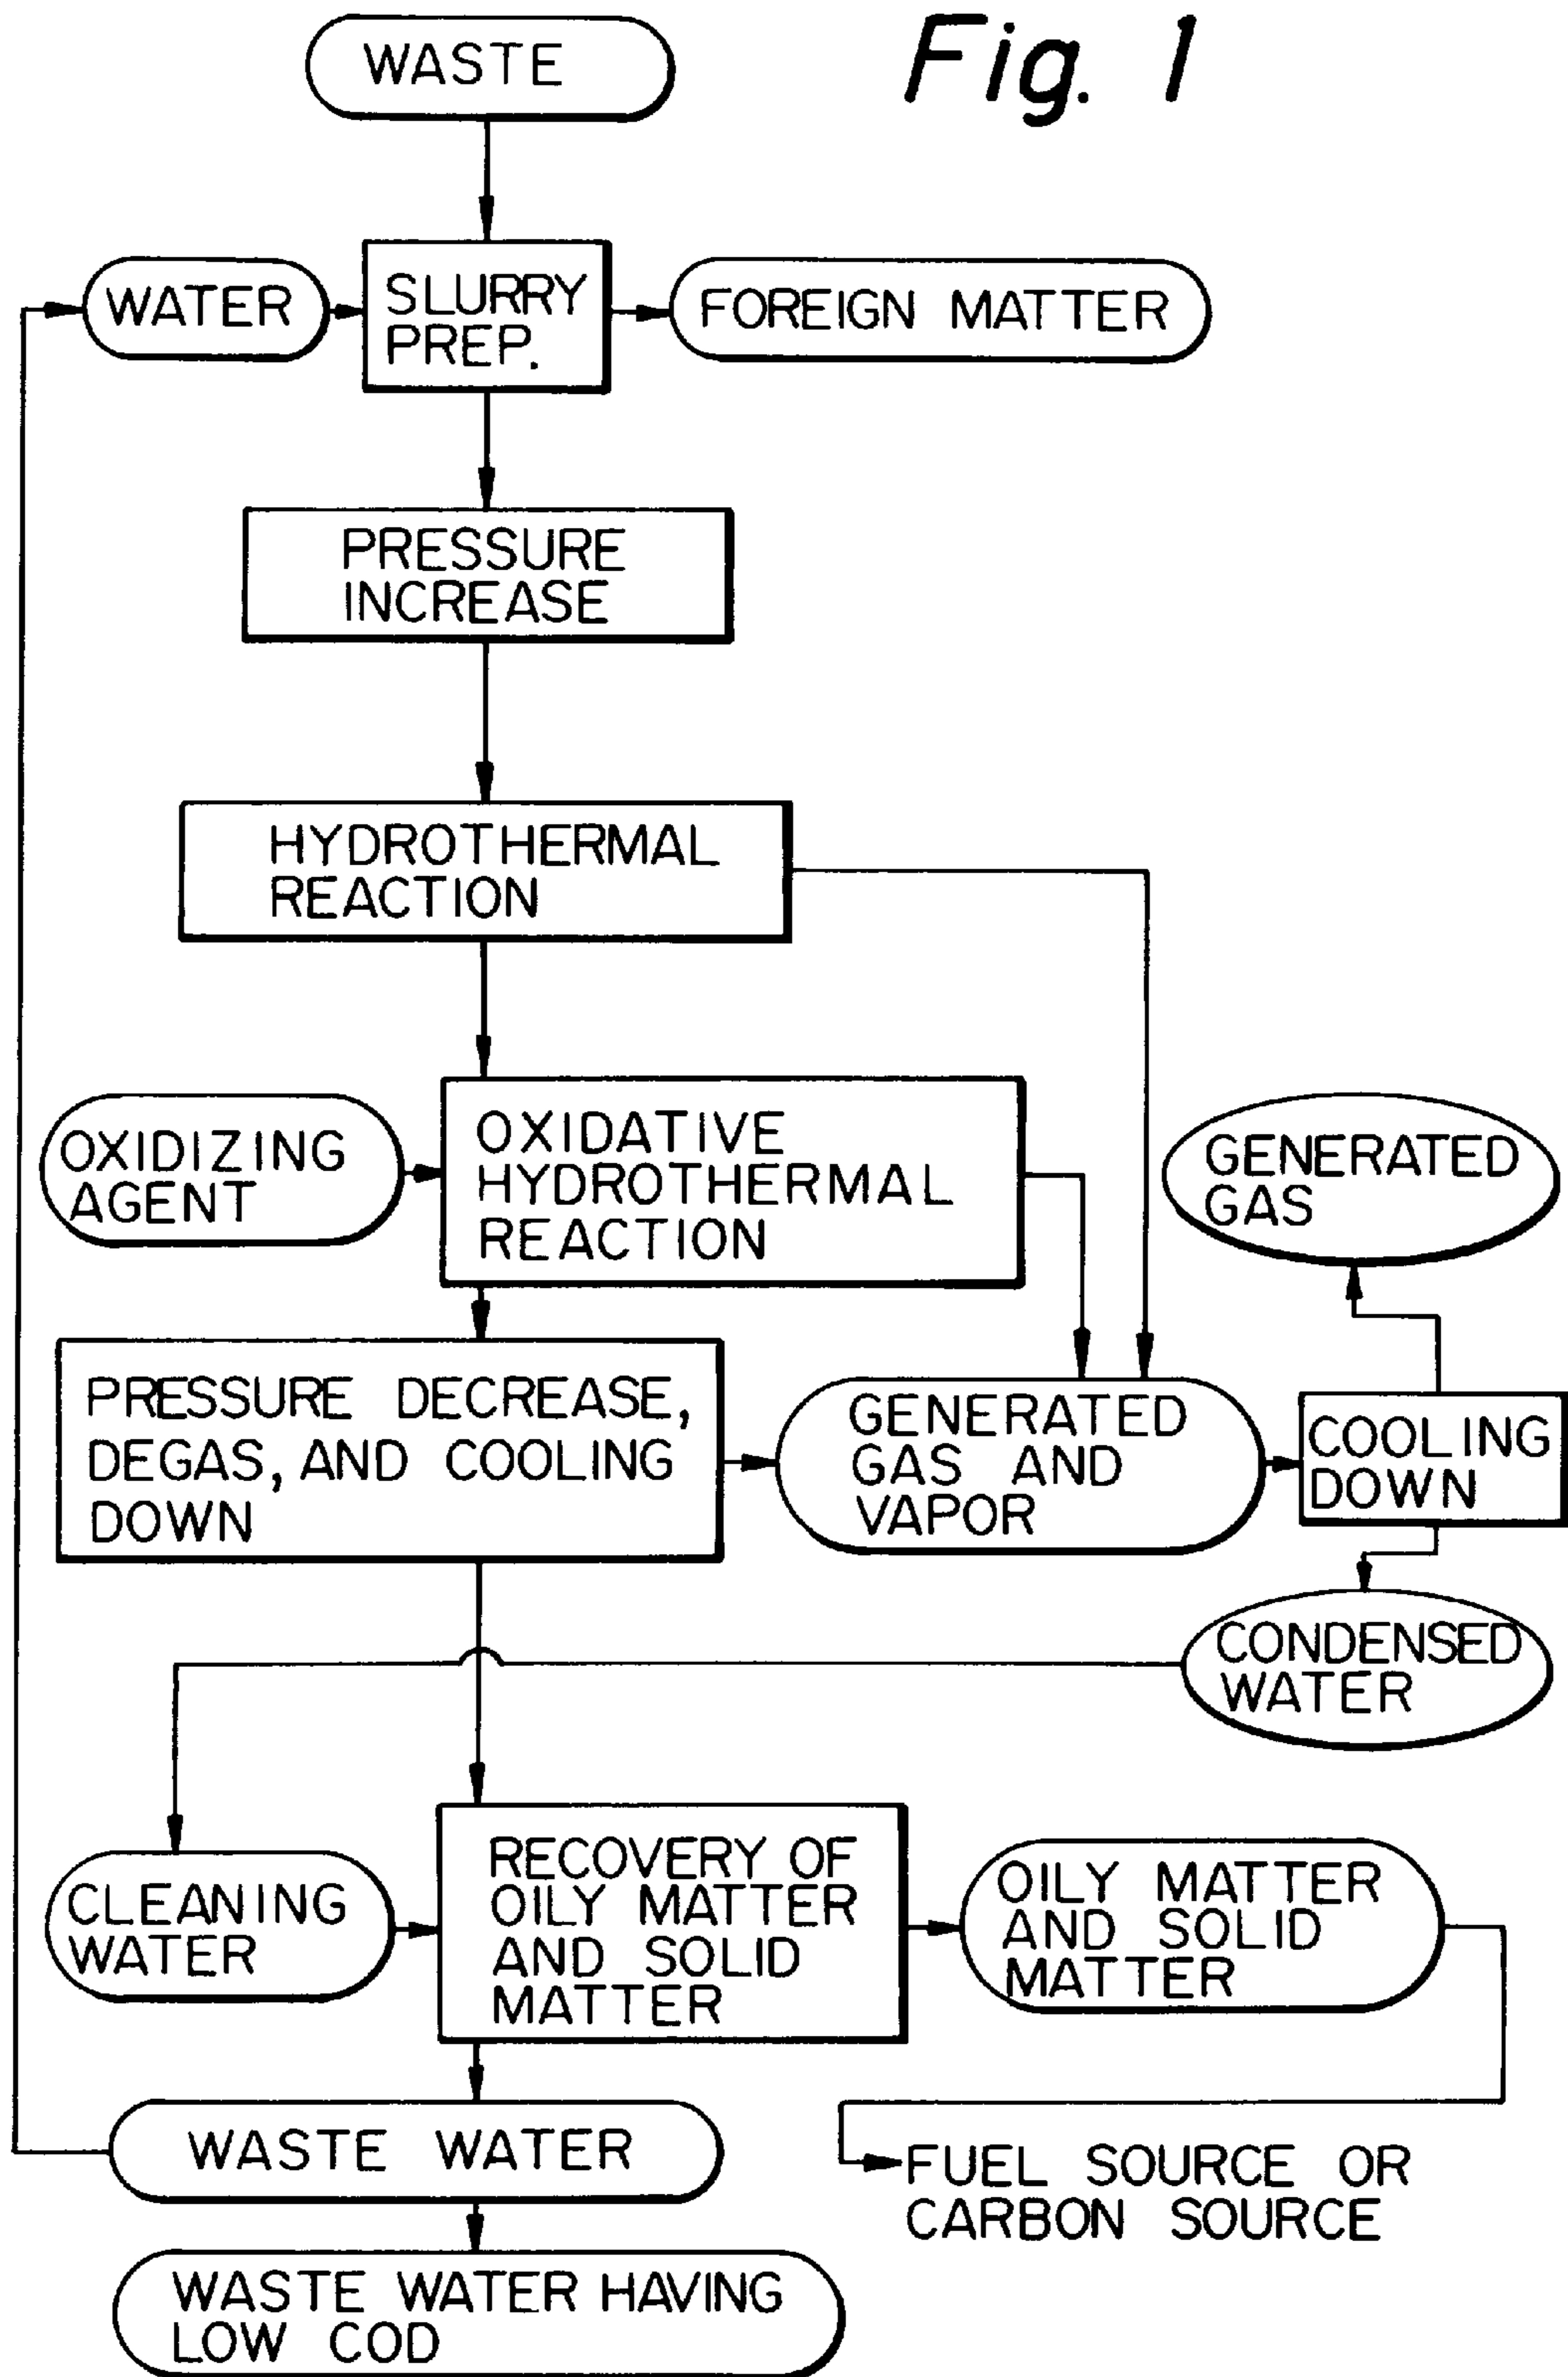 Fig. 1
WASTE
WATER
SLURRY
PREP.
FOREIGN MATTER
PRESSURE
INCREASE
HYDROTHERMAL
REACTION
OXIDIZING
AGENT
OXIDATIVE
HYDROTHERMAL
REACTION
GENERATED
GAS
PRESSURE DECREASE,
DEGAS, AND COOLING
DOWN
GENERATED
GAS AND
VAPOR
COOLING
DOWN
CONDENSED
WATER
CLEANING
WATER
RECOVERY OF
OILY MATTER
AND SOLID
MATTER
OILY MATTER
AND SOLID
MATTER
WASTE WATER
FUEL SOURCE OR
CARBON SOURCE
WASTE WATER HAVING
LOW COD